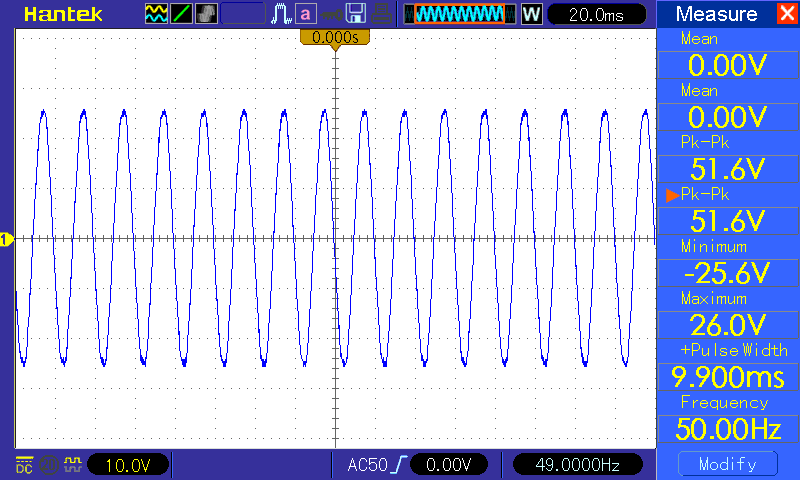 Hantek
a
W
20.0ms
Measure
0.000s
Mean
0.00V
Mean
0.00V
Pk-Pk
51.6V
Pk-Pk
51.6V
Minimum
-25.6V
Maximum
26.0V
+Pulse Width
9.900ms
Frequency
50.00Hz
Modify
1
DC
10.0V
AC50
0.00V
49.0000Hz